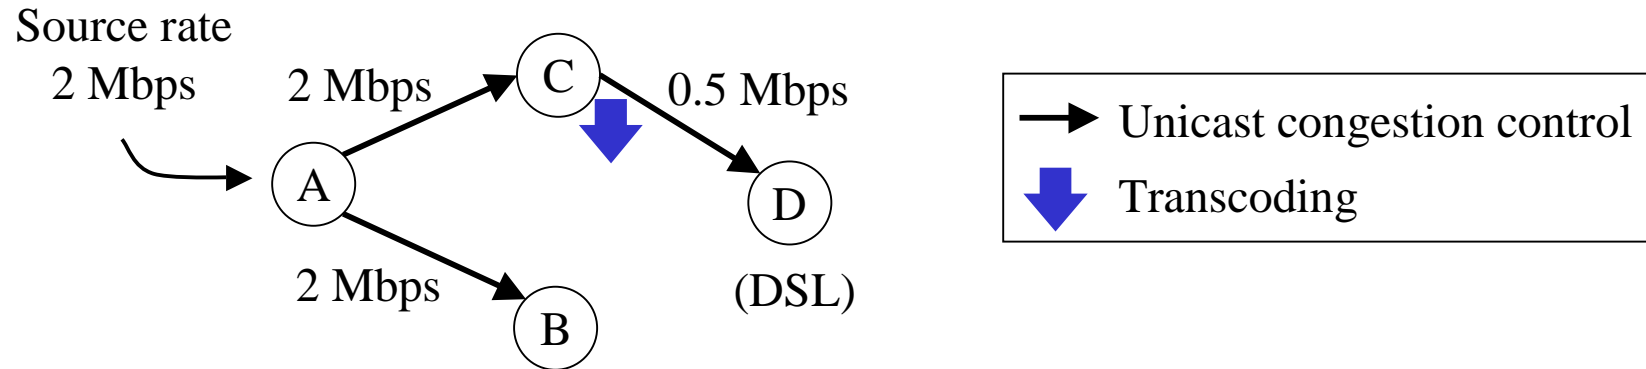 Source rate
2 Mbps
2 Mbps
C
0.5 Mbps
A
D
2 Mbps
(DSL)
B
Unicast congestion control
Transcoding